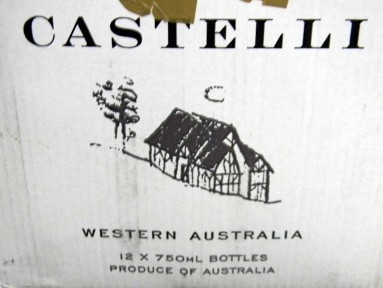 CASTELLI
WESTERN AUSTRALIA
12 X 750ML BOTTLES
PRODUCE OF AUSTRALIA